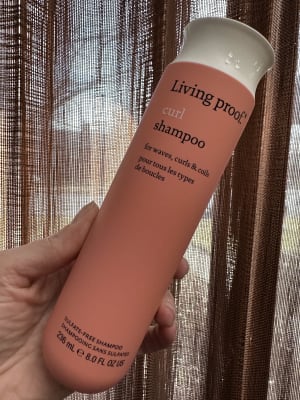 Living proof.®
curl
shampoo
for waves, curls & coils
pour tous les types
de boucles
SULFATE-FREE SHAMPOO
SHAMPOOING SANS SULFATES
236 mL e 8.0 FL OZ US